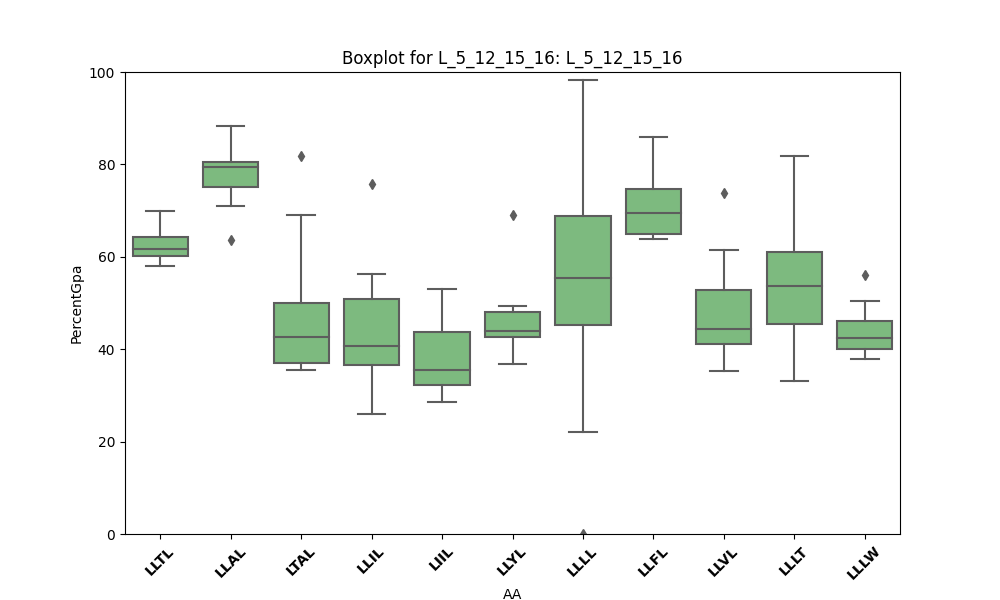 Boxplot for L_5_12_15_16: L_5_12_15_16
100
80
60
40
20
0
PercentGpa
LLTL LLAL LTAL LLIL LIIL LLYL LLLL LLFL LLVL LLLT LLLW
AA